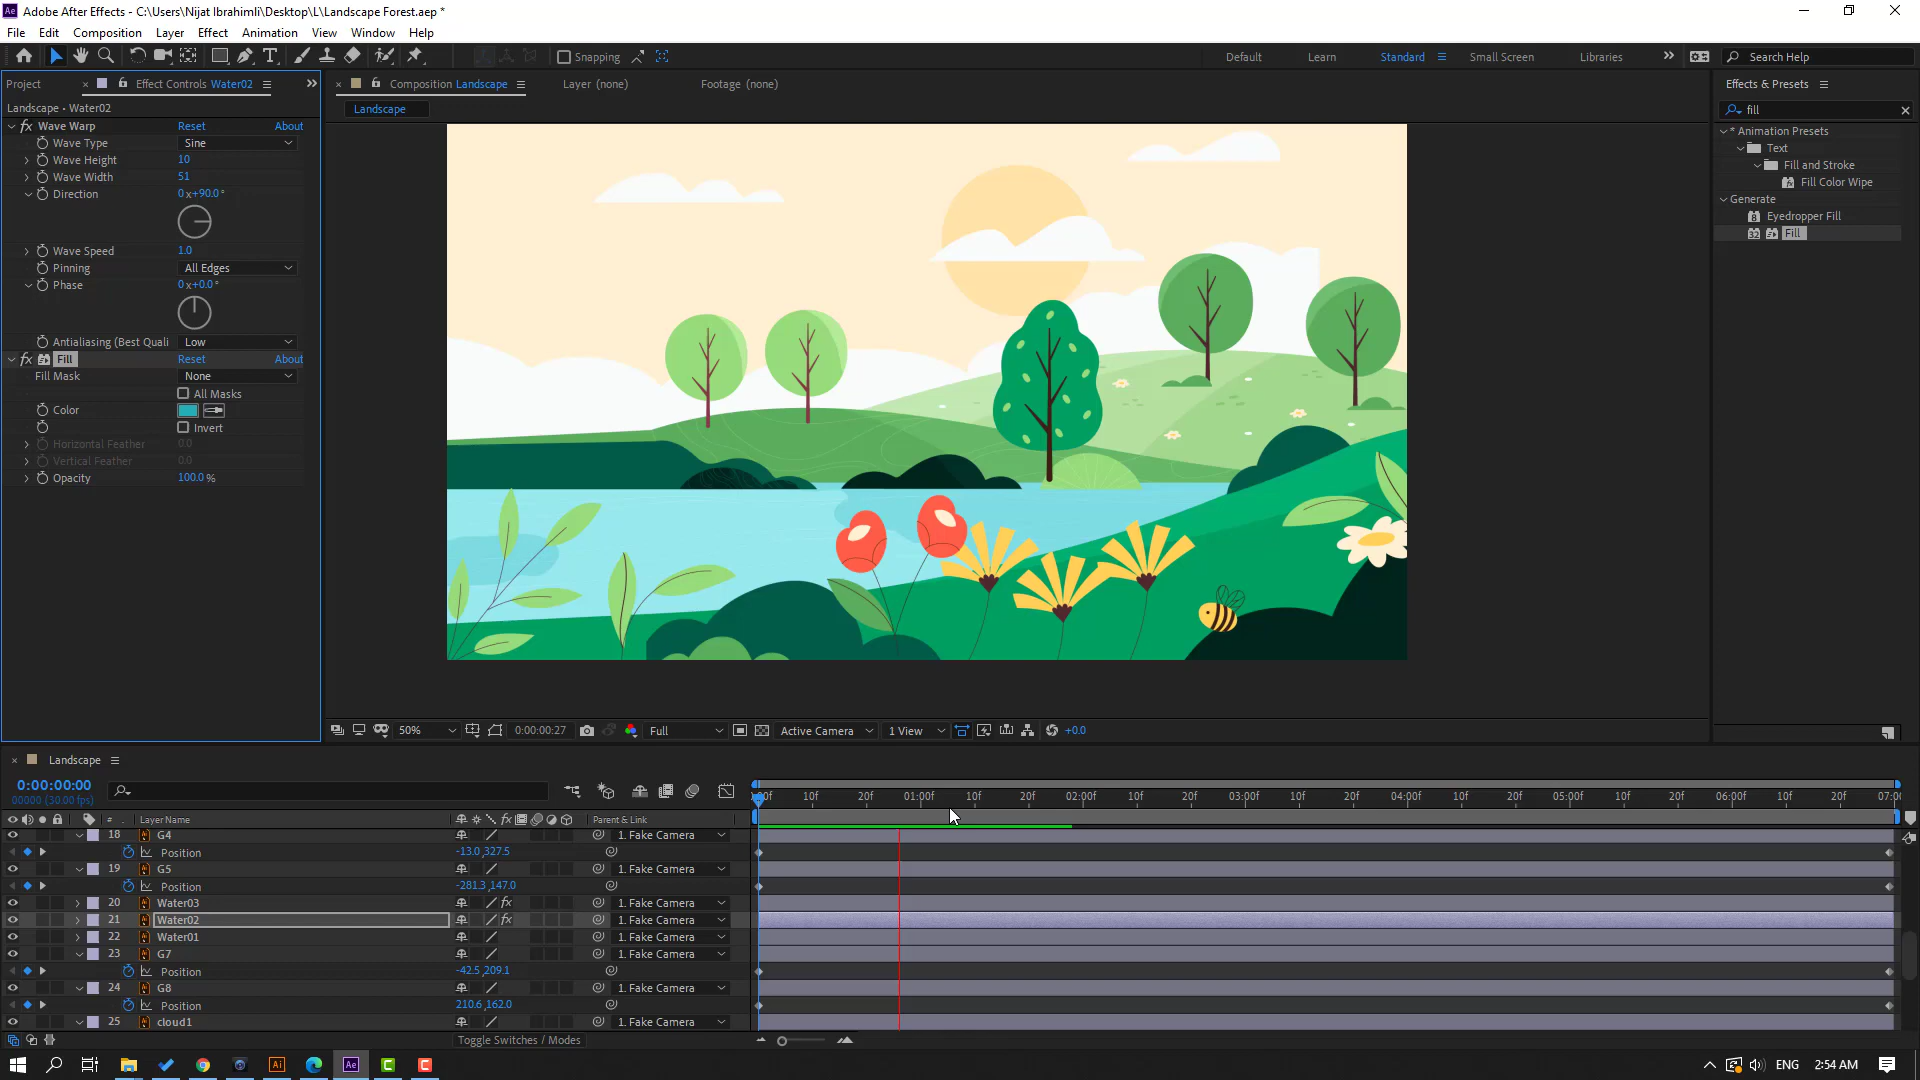 Adobe After Effects - C:\Users\Nijat Ibrahimli\Desktop\L\Landscape Forest.aep *
File Edit Composition Layer Effect Animation View Window Help
Snapping
Default Learn Standard Small Screen Libraries
Search Help
Project
Effect Controls Water02
Landscape • Water02
Wave Warp Reset About
Wave Type Sine
Wave Height 10
Wave Width 51
Direction 0 x+90.0 °
Wave Speed 1.0
Pinning All Edges
Phase 0 x+0.0 °
Antialiasing (Best Quali Low
Fill Reset About
Fill Mask None
All Masks
Color
Invert
Horizontal Feather 0.0
Vertical Feather 0.0
Opacity 100.0 %
Composition Landscape
Layer (none)
Footage (none)
Landscape
50% 0:00:00:27 Full Active Camera 1 View +0.0
Effects & Presets
fill
* Animation Presets
Text
Fill and Stroke
Fill Color Wipe
Generate
Eyedropper Fill
Fill
Landscape
0:00:00:00
00000 (30.00 fps)
:00f 10f 20f 01:00f 10f 20f 02:00f 10f 20f 03:00f 10f 20f 04:00f 10f 20f 05:00f 10f 20f 06:00f 10f 20f 07:00
# Layer Name Parent & Link
18 G4 1. Fake Camera
Position -13.0,327.5
19 G5 1. Fake Camera
Position -281.3,147.0
20 Water03 1. Fake Camera
21 Water02 1. Fake Camera
22 Water01 1. Fake Camera
23 G7 1. Fake Camera
Position -42.5,209.1
24 G8 1. Fake Camera
Position 210.6,162.0
25 cloud1 1. Fake Camera
Toggle Switches / Modes
ENG 2:54 AM